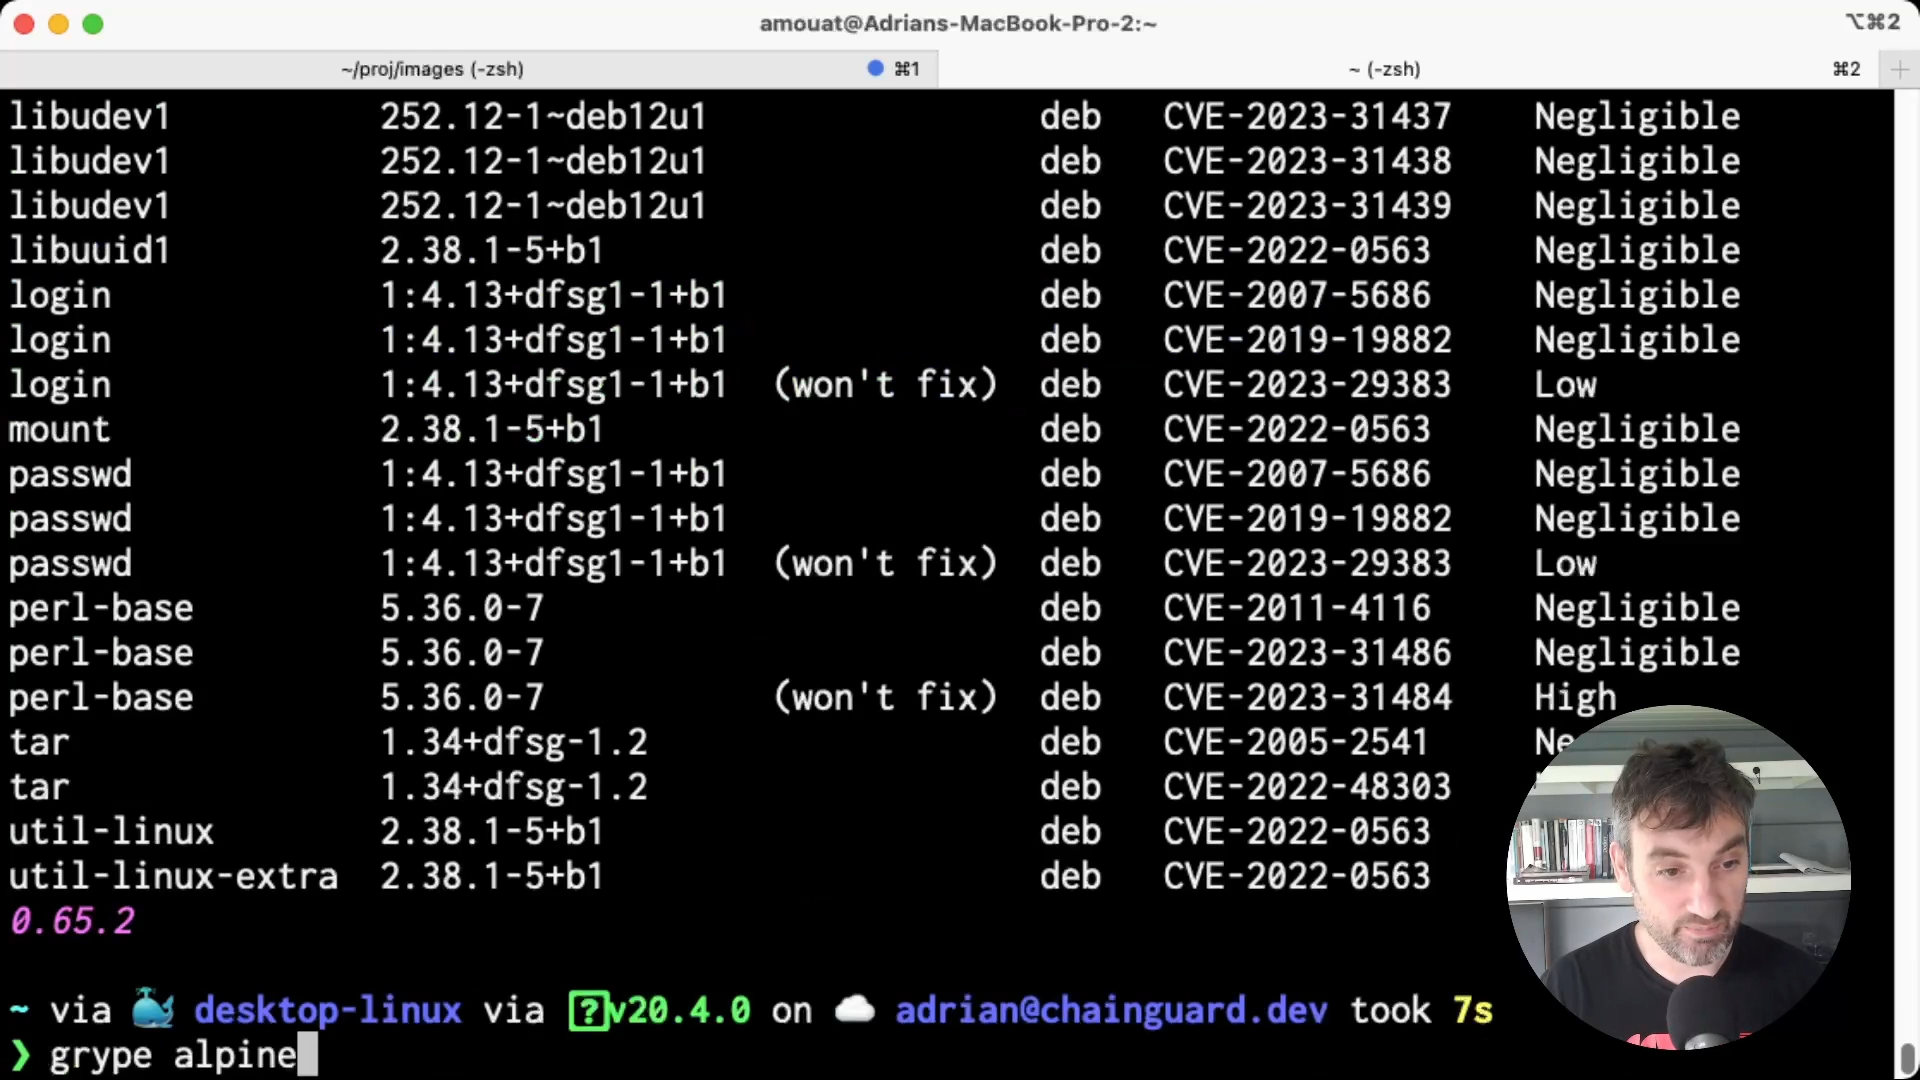 amouat@Adrians-MacBook-Pro-2:~
⌥⌘2
~/proj/images (-zsh) ⌘1
~ (-zsh) ⌘2
libudev1 252.12-1~deb12u1 deb CVE-2023-31437 Negligible
libudev1 252.12-1~deb12u1 deb CVE-2023-31438 Negligible
libudev1 252.12-1~deb12u1 deb CVE-2023-31439 Negligible
libuuid1 2.38.1-5+b1 deb CVE-2022-0563 Negligible
login 1:4.13+dfsg1-1+b1 deb CVE-2007-5686 Negligible
login 1:4.13+dfsg1-1+b1 deb CVE-2019-19882 Negligible
login 1:4.13+dfsg1-1+b1 (won't fix) deb CVE-2023-29383 Low
mount 2.38.1-5+b1 deb CVE-2022-0563 Negligible
passwd 1:4.13+dfsg1-1+b1 deb CVE-2007-5686 Negligible
passwd 1:4.13+dfsg1-1+b1 deb CVE-2019-19882 Negligible
passwd 1:4.13+dfsg1-1+b1 (won't fix) deb CVE-2023-29383 Low
perl-base 5.36.0-7 deb CVE-2011-4116 Negligible
perl-base 5.36.0-7 deb CVE-2023-31486 Negligible
perl-base 5.36.0-7 (won't fix) deb CVE-2023-31484 High
tar 1.34+dfsg-1.2 deb CVE-2005-2541 Ne
tar 1.34+dfsg-1.2 deb CVE-2022-48303
util-linux 2.38.1-5+b1 deb CVE-2022-0563
util-linux-extra 2.38.1-5+b1 deb CVE-2022-0563
0.65.2
~ via 🐳 desktop-linux via [?]v20.4.0 on ☁️ adrian@chainguard.dev took 7s
❯ grype alpine